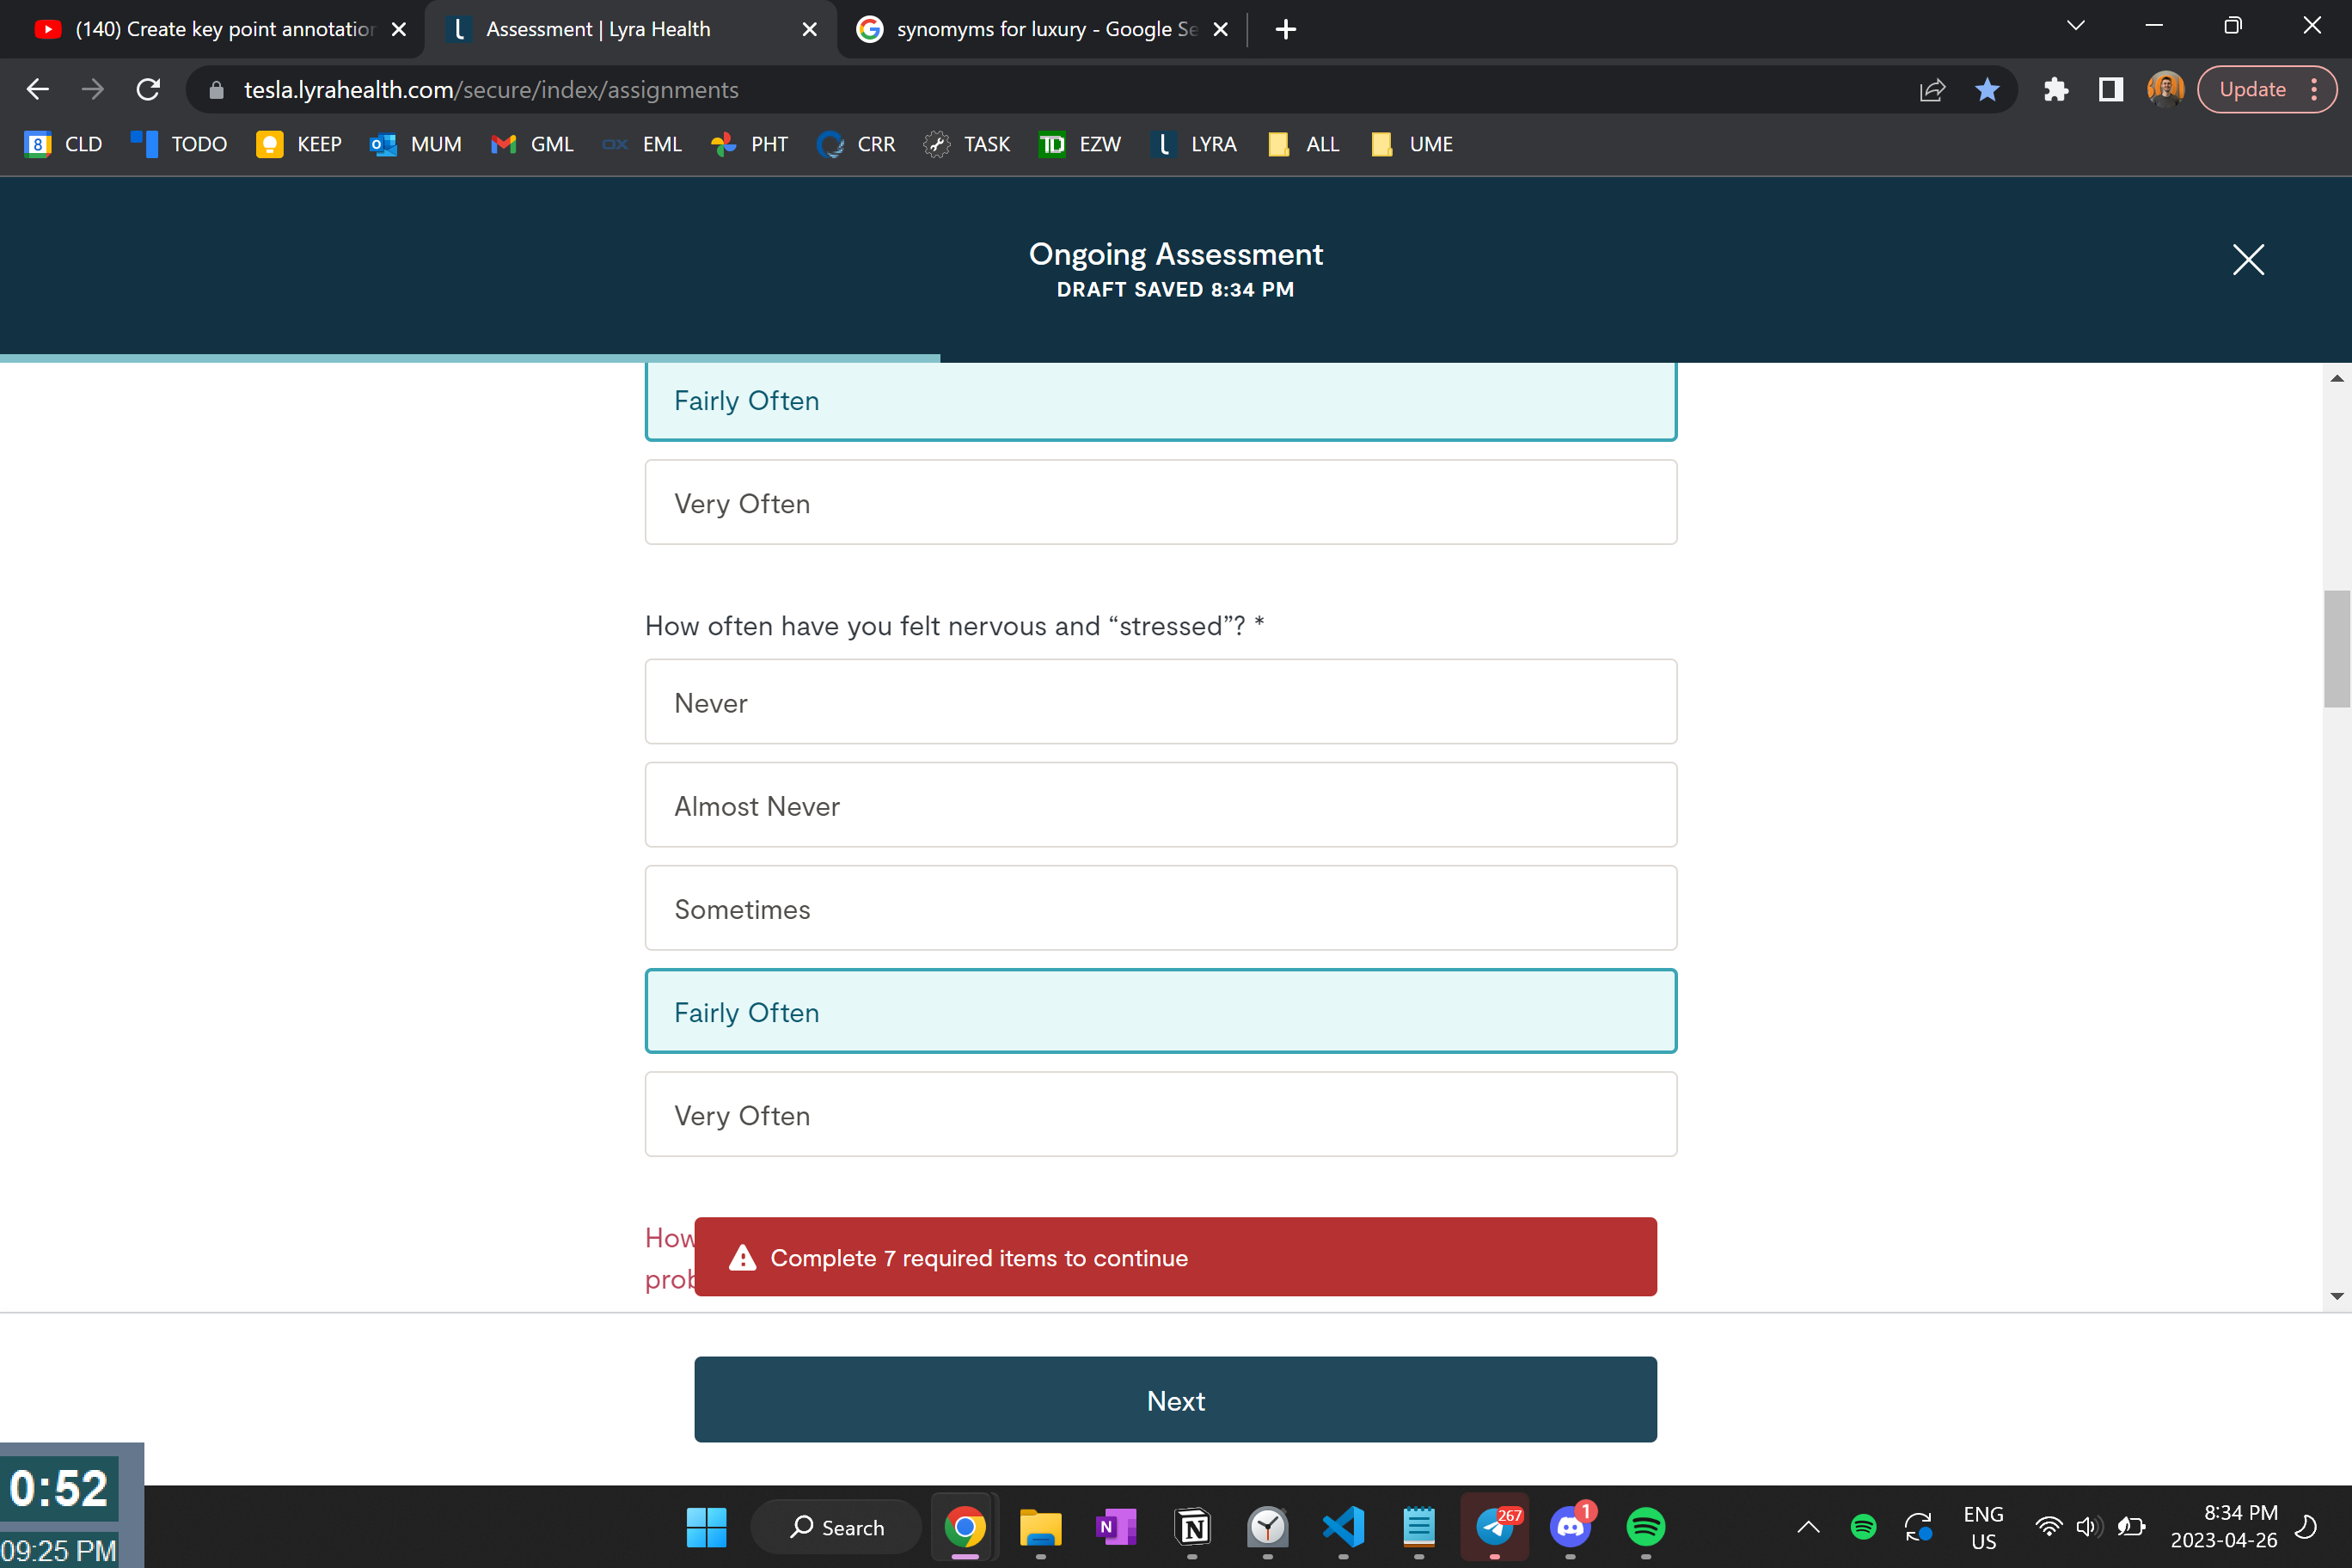 (140) Create key point annotation
Assessment | Lyra Health
synomyms for luxury - Google Se
tesla.lyrahealth.com/secure/index/assignments
Update
8 CLD
TODO
KEEP
MUM
GML
DX EML
PHT
CRR
TASK
TD EZW
LYRA
ALL
UME
Ongoing Assessment
DRAFT SAVED 8:34 PM
Fairly Often
Very Often
How often have you felt nervous and “stressed”? *
Never
Almost Never
Sometimes
Fairly Often
Very Often
How
prob
Complete 7 required items to continue
Next
0:52
09:25 PM
Search
N
N
267
1
ENG
US
8:34 PM
2023-04-26